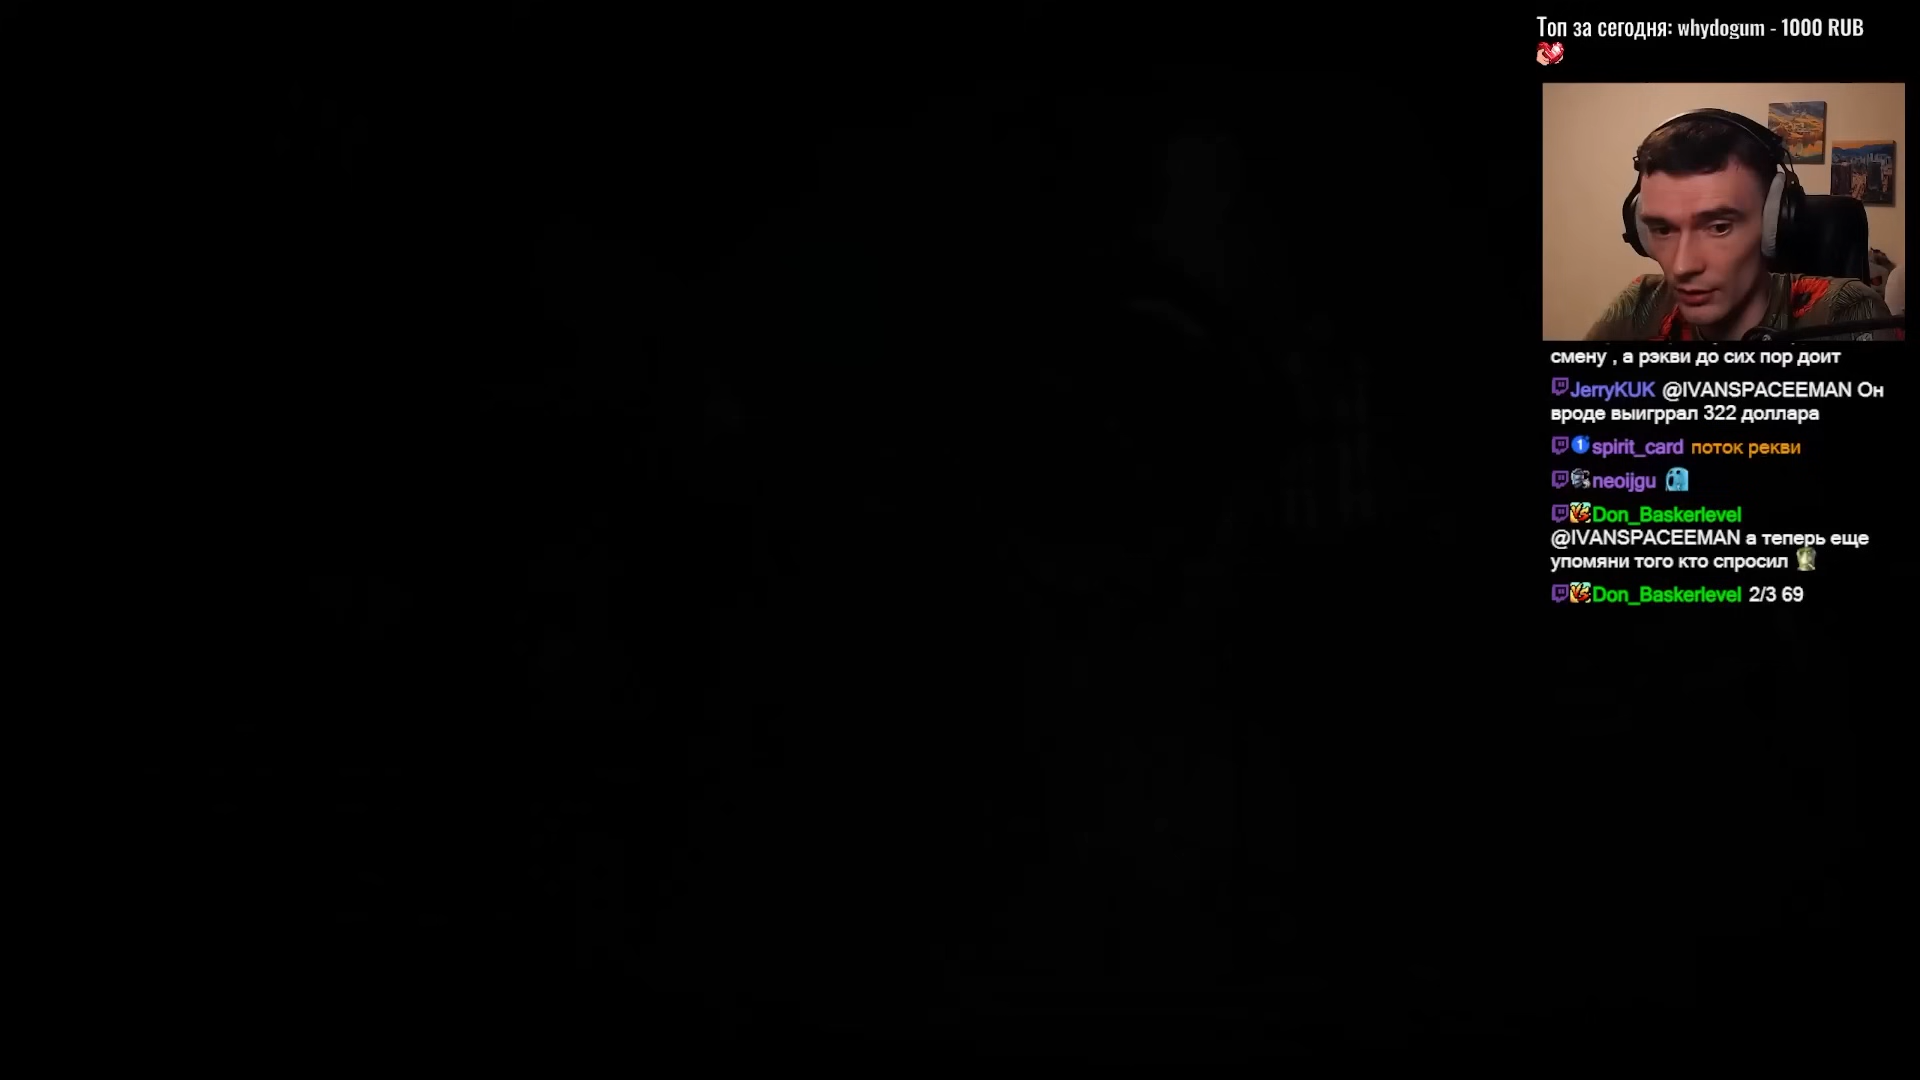 Топ за сегодня: whydogum - 1000 RUB
смену , а рэкви до сих пор доит
JerryKUK @IVANSPACEEMAN Он
вроде выигррал 322 доллара
spirit_card поток рекви
neoijgu
Don_Baskerlevel
@IVANSPACEEMAN а теперь еще
упомяни того кто спросил
Don_Baskerlevel 2/3 69